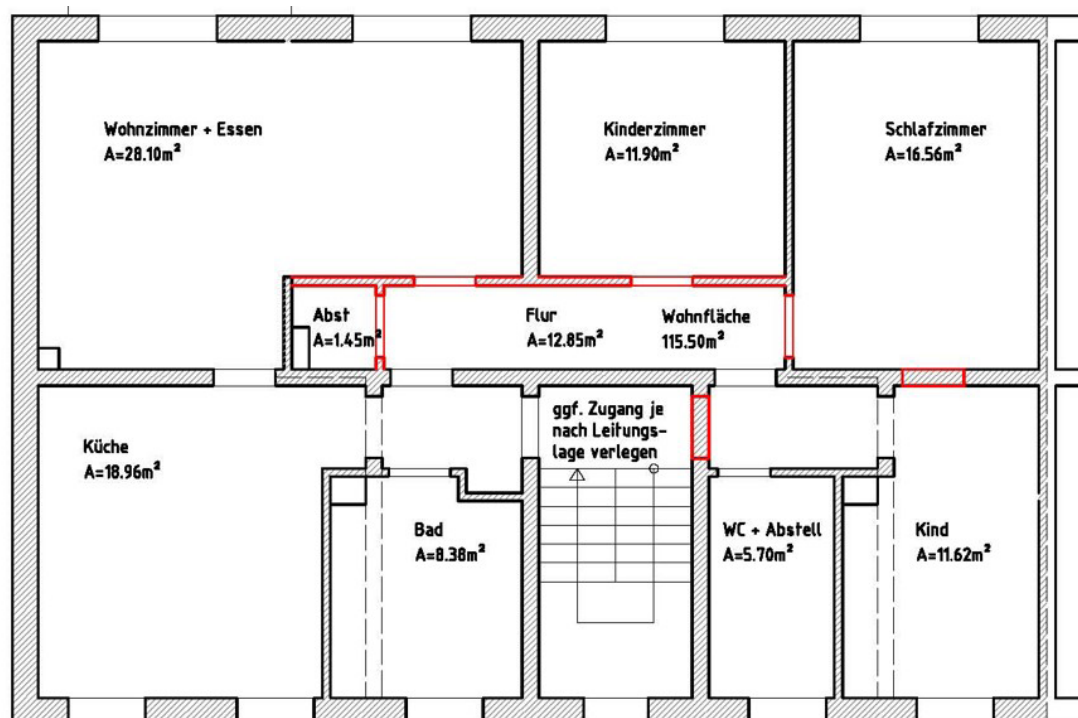 Wohnzimmer + Essen
A=28.10m²
Kinderzimmer
A=11.90m²
Schlafzimmer
A=16.56m²
Abst
A=1.45m²
Flur
A=12.85m²
Wohnfläche
115.50m²
Küche
A=18.96m²
ggf. Zugang je
nach Leitungs-
lage verlegen
Bad
A=8.38m²
WC + Abstell
A=5.70m²
Kind
A=11.62m²